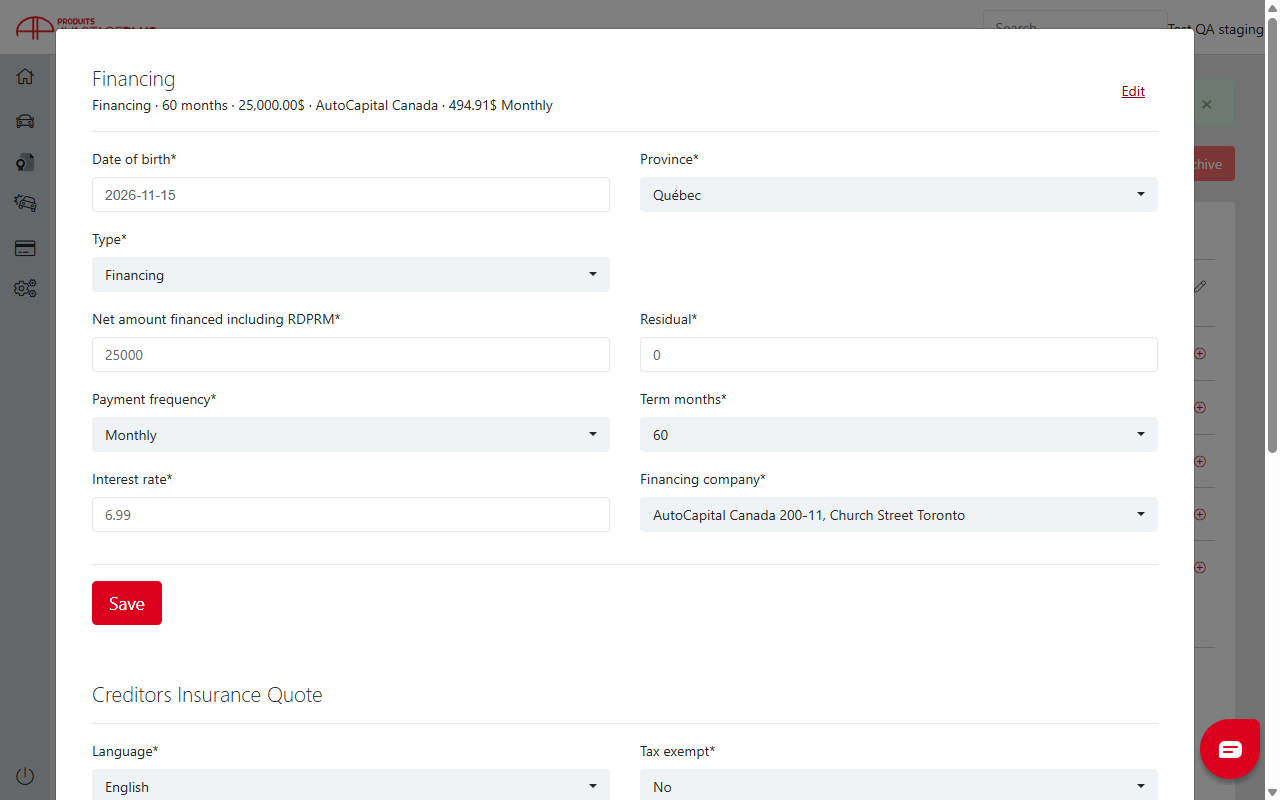 PRODUITS
Search
Test QA staging
Financing
Financing · 60 months · 25,000.00$ · AutoCapital Canada · 494.91$ Monthly
Edit
Date of birth*
Province*
2026-11-15
Québec
Type*
Financing
Net amount financed including RDPRM*
Residual*
25000
0
Payment frequency*
Term months*
Monthly
60
Interest rate*
Financing company*
6.99
AutoCapital Canada 200-11, Church Street Toronto
Save
Creditors Insurance Quote
Language*
Tax exempt*
English
No